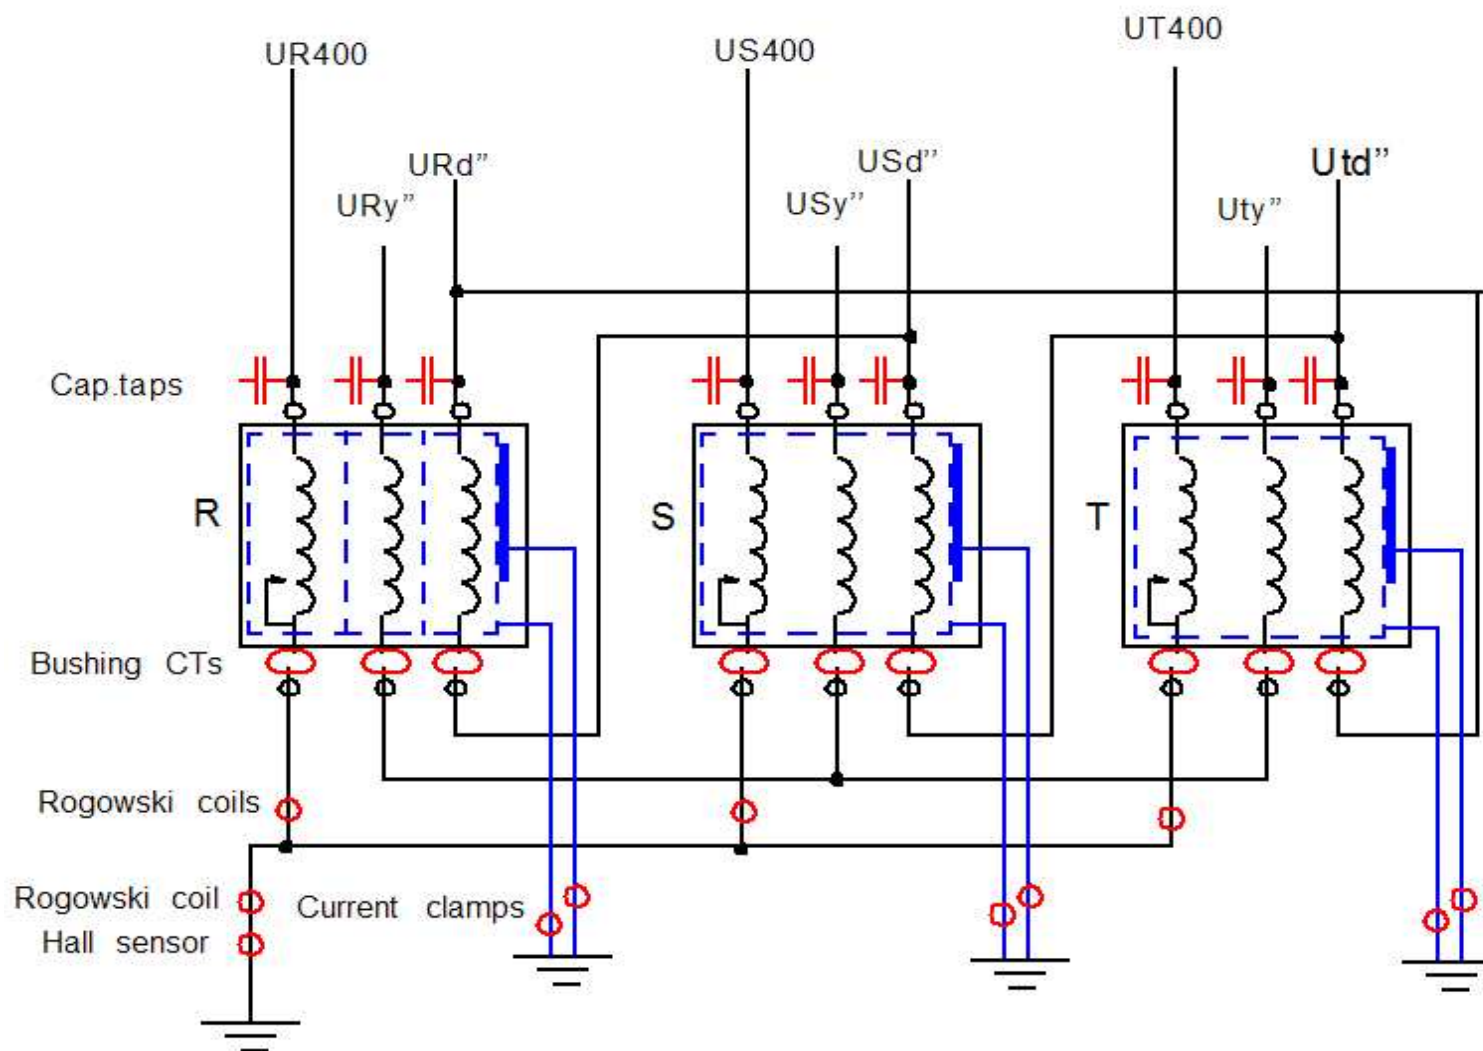 UR400
US400
UT400
URd”
USd’’
Utd”
URy”
USy’’
Uty”
Cap.taps
R
S
T
Bushing CTs
Rogowski coils
Rogowski coil
Current clamps
Hall sensor